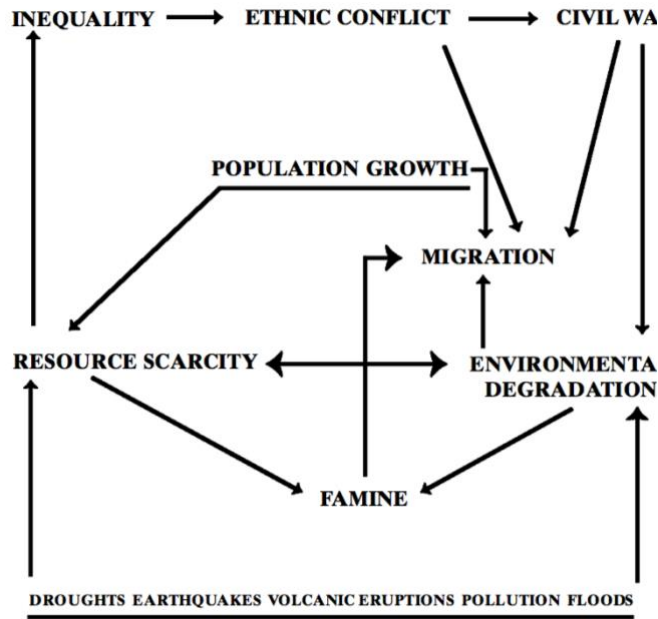 INEQUALITY ETHNIC CONFLICT CIVIL WA
POPULATION GROWTH
MIGRATION
RESOURCE SCARCITY ENVIRONMENTA
DEGRADATION
FAMINE
DROUGHTS EARTHQUAKES VOLCANIC ERUPTIONS POLLUTION FLOODS